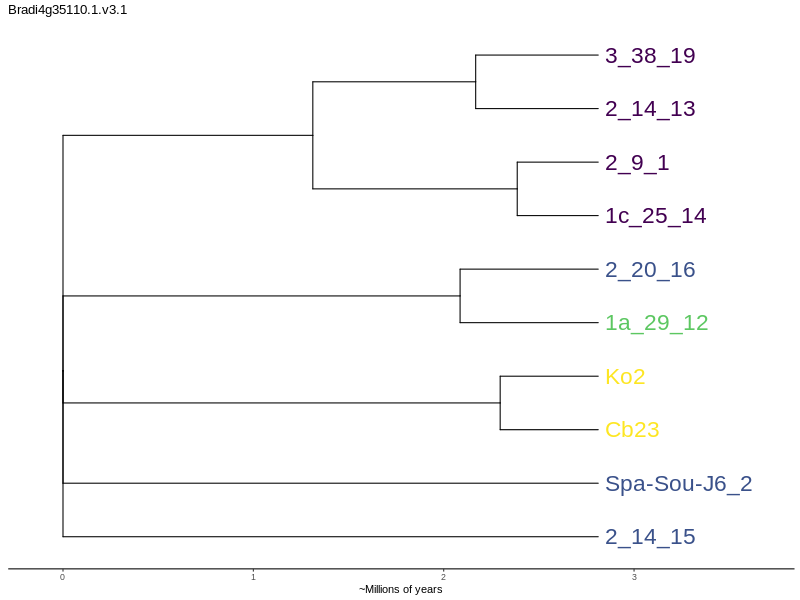 Bradi4g35110.1.v3.1
3_38_19
2_14_13
2_9_1
1c_25_14
2_20_16
1a_29_12
Ko2
Cb23
Spa-Sou-J6_2
2_14_15
0 1 2 3
~Millions of years